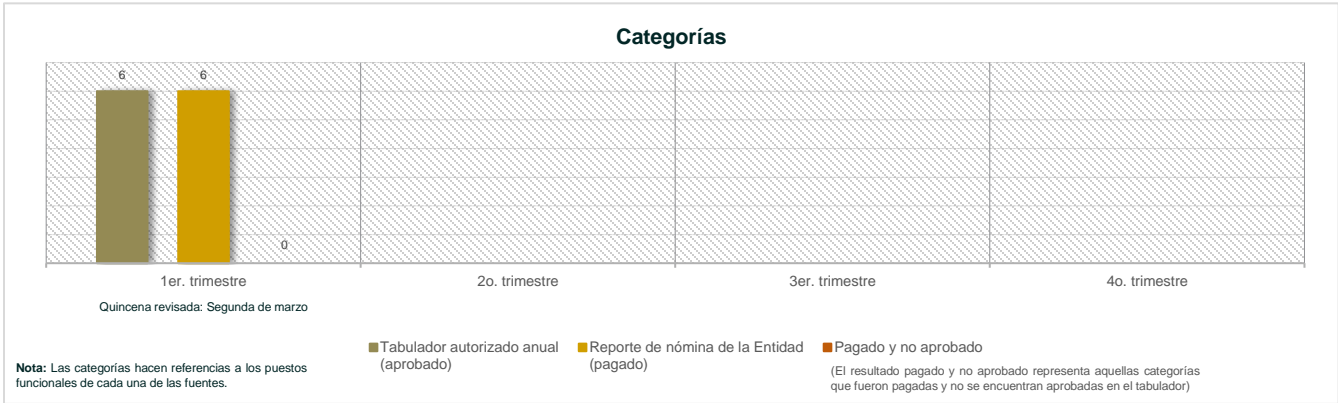 Categorías
6
6
0
1er. trimestre
2o. trimestre
3er. trimestre
4o. trimestre
Quincena revisada: Segunda de marzo
Tabulador autorizado anual
(aprobado)
Reporte de nómina de la Entidad
(pagado)
Pagado y no aprobado
(El resultado pagado y no aprobado representa aquellas categorías
que fueron pagadas y no se encuentran aprobadas en el tabulador)
Nota: Las categorías hacen referencias a los puestos
funcionales de cada una de las fuentes.